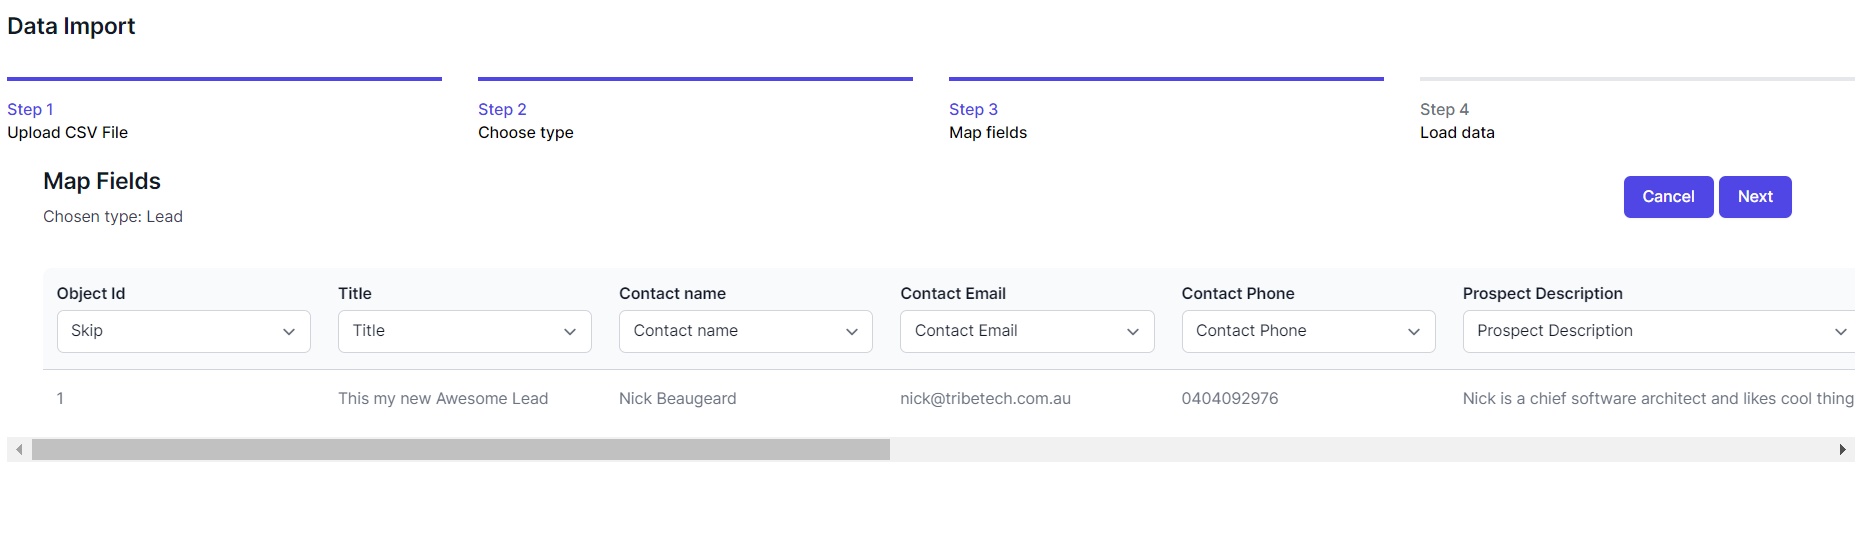 Data Import
Step 1 Step 2 Step 3 Step 4
Upload CSV File Choose type Map fields Load data
Map Fields
Chosen type: Lead
Cancel Next
Object Id Title Contact name Contact Email Contact Phone Prospect Description
Skip Title Contact name Contact Email Contact Phone Prospect Description
1 This my new Awesome Lead Nick Beaugeard nick@tribetech.com.au 0404092976 Nick is a chief software architect and likes cool thing